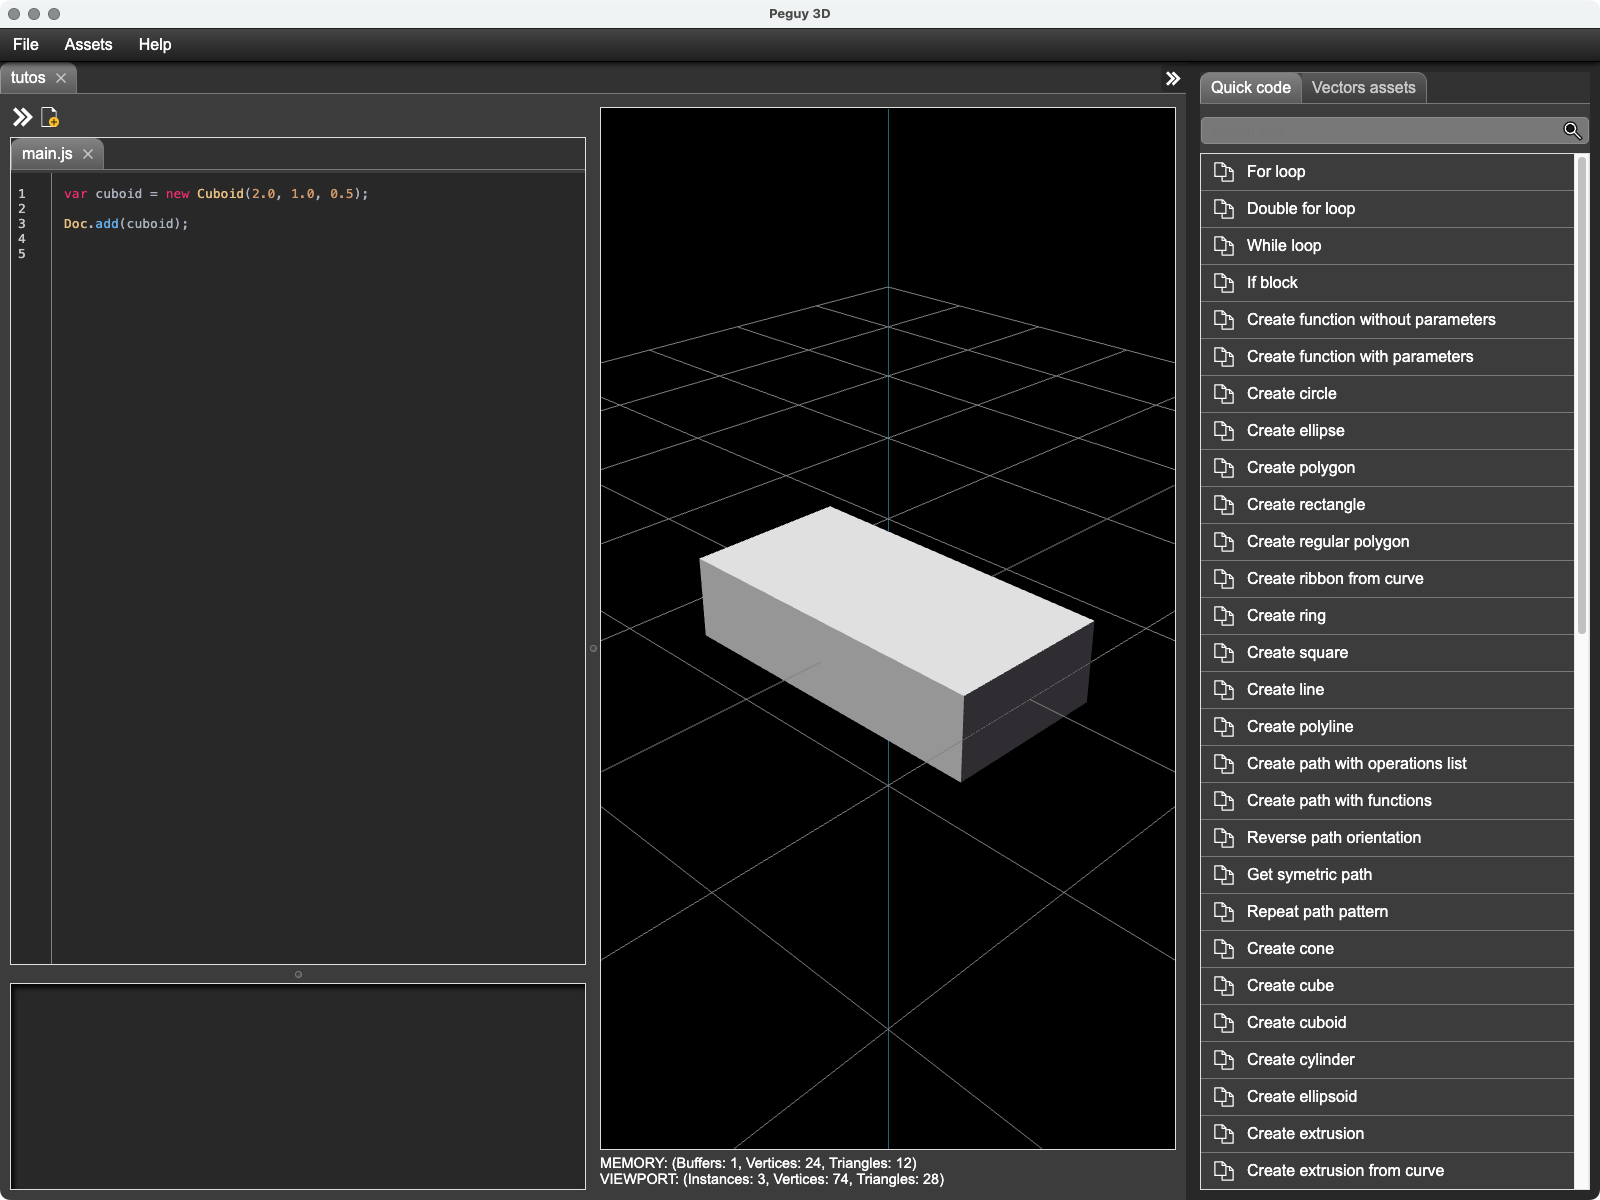 Peguy 3D
File Assets Help
tutos
main.js
1 var cuboid = new Cuboid(2.0, 1.0, 0.5);
2
3 Doc.add(cuboid);
4
5
MEMORY: (Buffers: 1, Vertices: 24, Triangles: 12)
VIEWPORT: (Instances: 3, Vertices: 74, Triangles: 28)
Quick code Vectors assets
For loop
Double for loop
While loop
If block
Create function without parameters
Create function with parameters
Create circle
Create ellipse
Create polygon
Create rectangle
Create regular polygon
Create ribbon from curve
Create ring
Create square
Create line
Create polyline
Create path with operations list
Create path with functions
Reverse path orientation
Get symetric path
Repeat path pattern
Create cone
Create cube
Create cuboid
Create cylinder
Create ellipsoid
Create extrusion
Create extrusion from curve